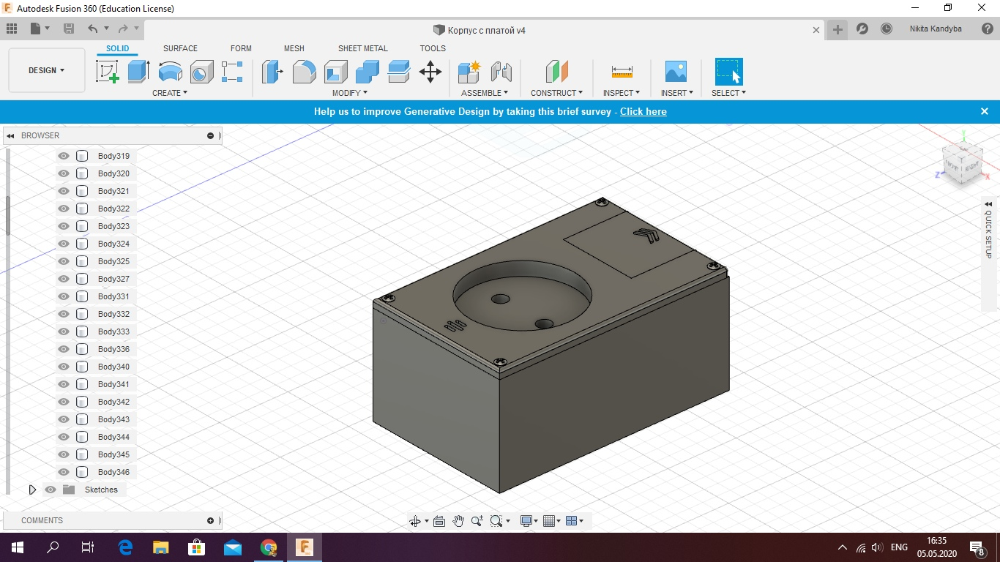 Autodesk Fusion 360 (Education License)
Корпус с платой v4
Nikita Kandyba
DESIGN
SOLID
SURFACE
FORM
MESH
SHEET METAL
TOOLS
CREATE
MODIFY
ASSEMBLE
CONSTRUCT
INSPECT
INSERT
SELECT
Help us to improve Generative Design by taking this brief survey - Click here
BROWSER
Body319
Body320
Body321
Body322
Body323
Body324
Body325
Body327
Body331
Body332
Body333
Body336
Body340
Body341
Body342
Body343
Body344
Body345
Body346
Sketches
Z
X
RIGHT
QUICK SETUP
COMMENTS
ENG
16:35
05.05.2020
8